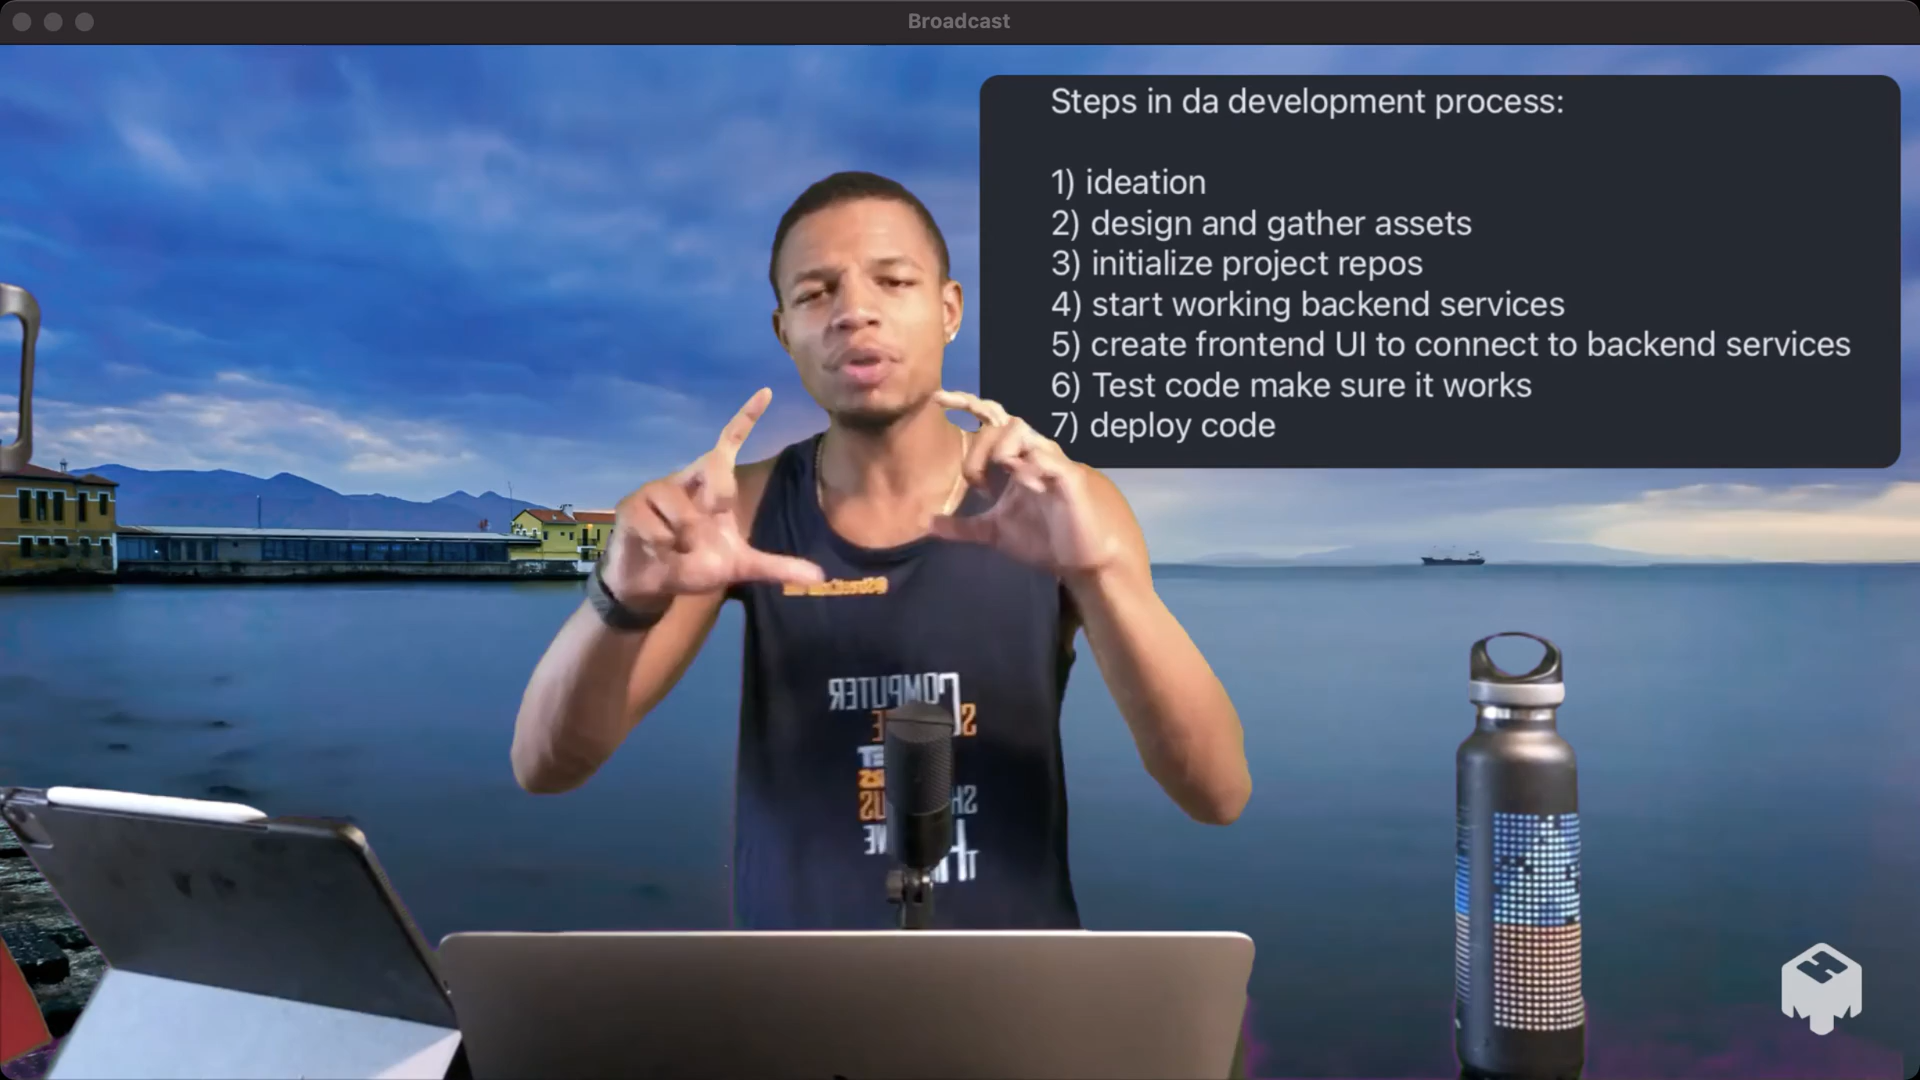 Broadcast
Steps in da development process:
1) ideation
2) design and gather assets
3) initialize project repos
4) start working backend services
5) create frontend UI to connect to backend services
6) Test code make sure it works
7) deploy code
COMPUTER